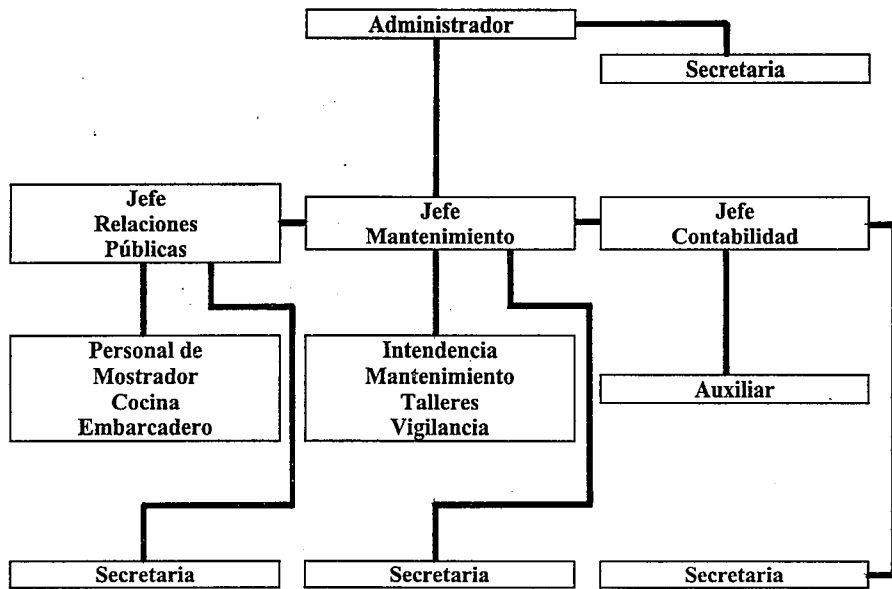 Administrador
Secretaria
Jefe
Relaciones
Públicas
Jefe
Mantenimiento
Jefe
Contabilidad
Personal de
Mostrador
Cocina
Embarcadero
Intendencia
Mantenimiento
Talleres
Vigilancia
Auxiliar
Secretaria
Secretaria
Secretaria